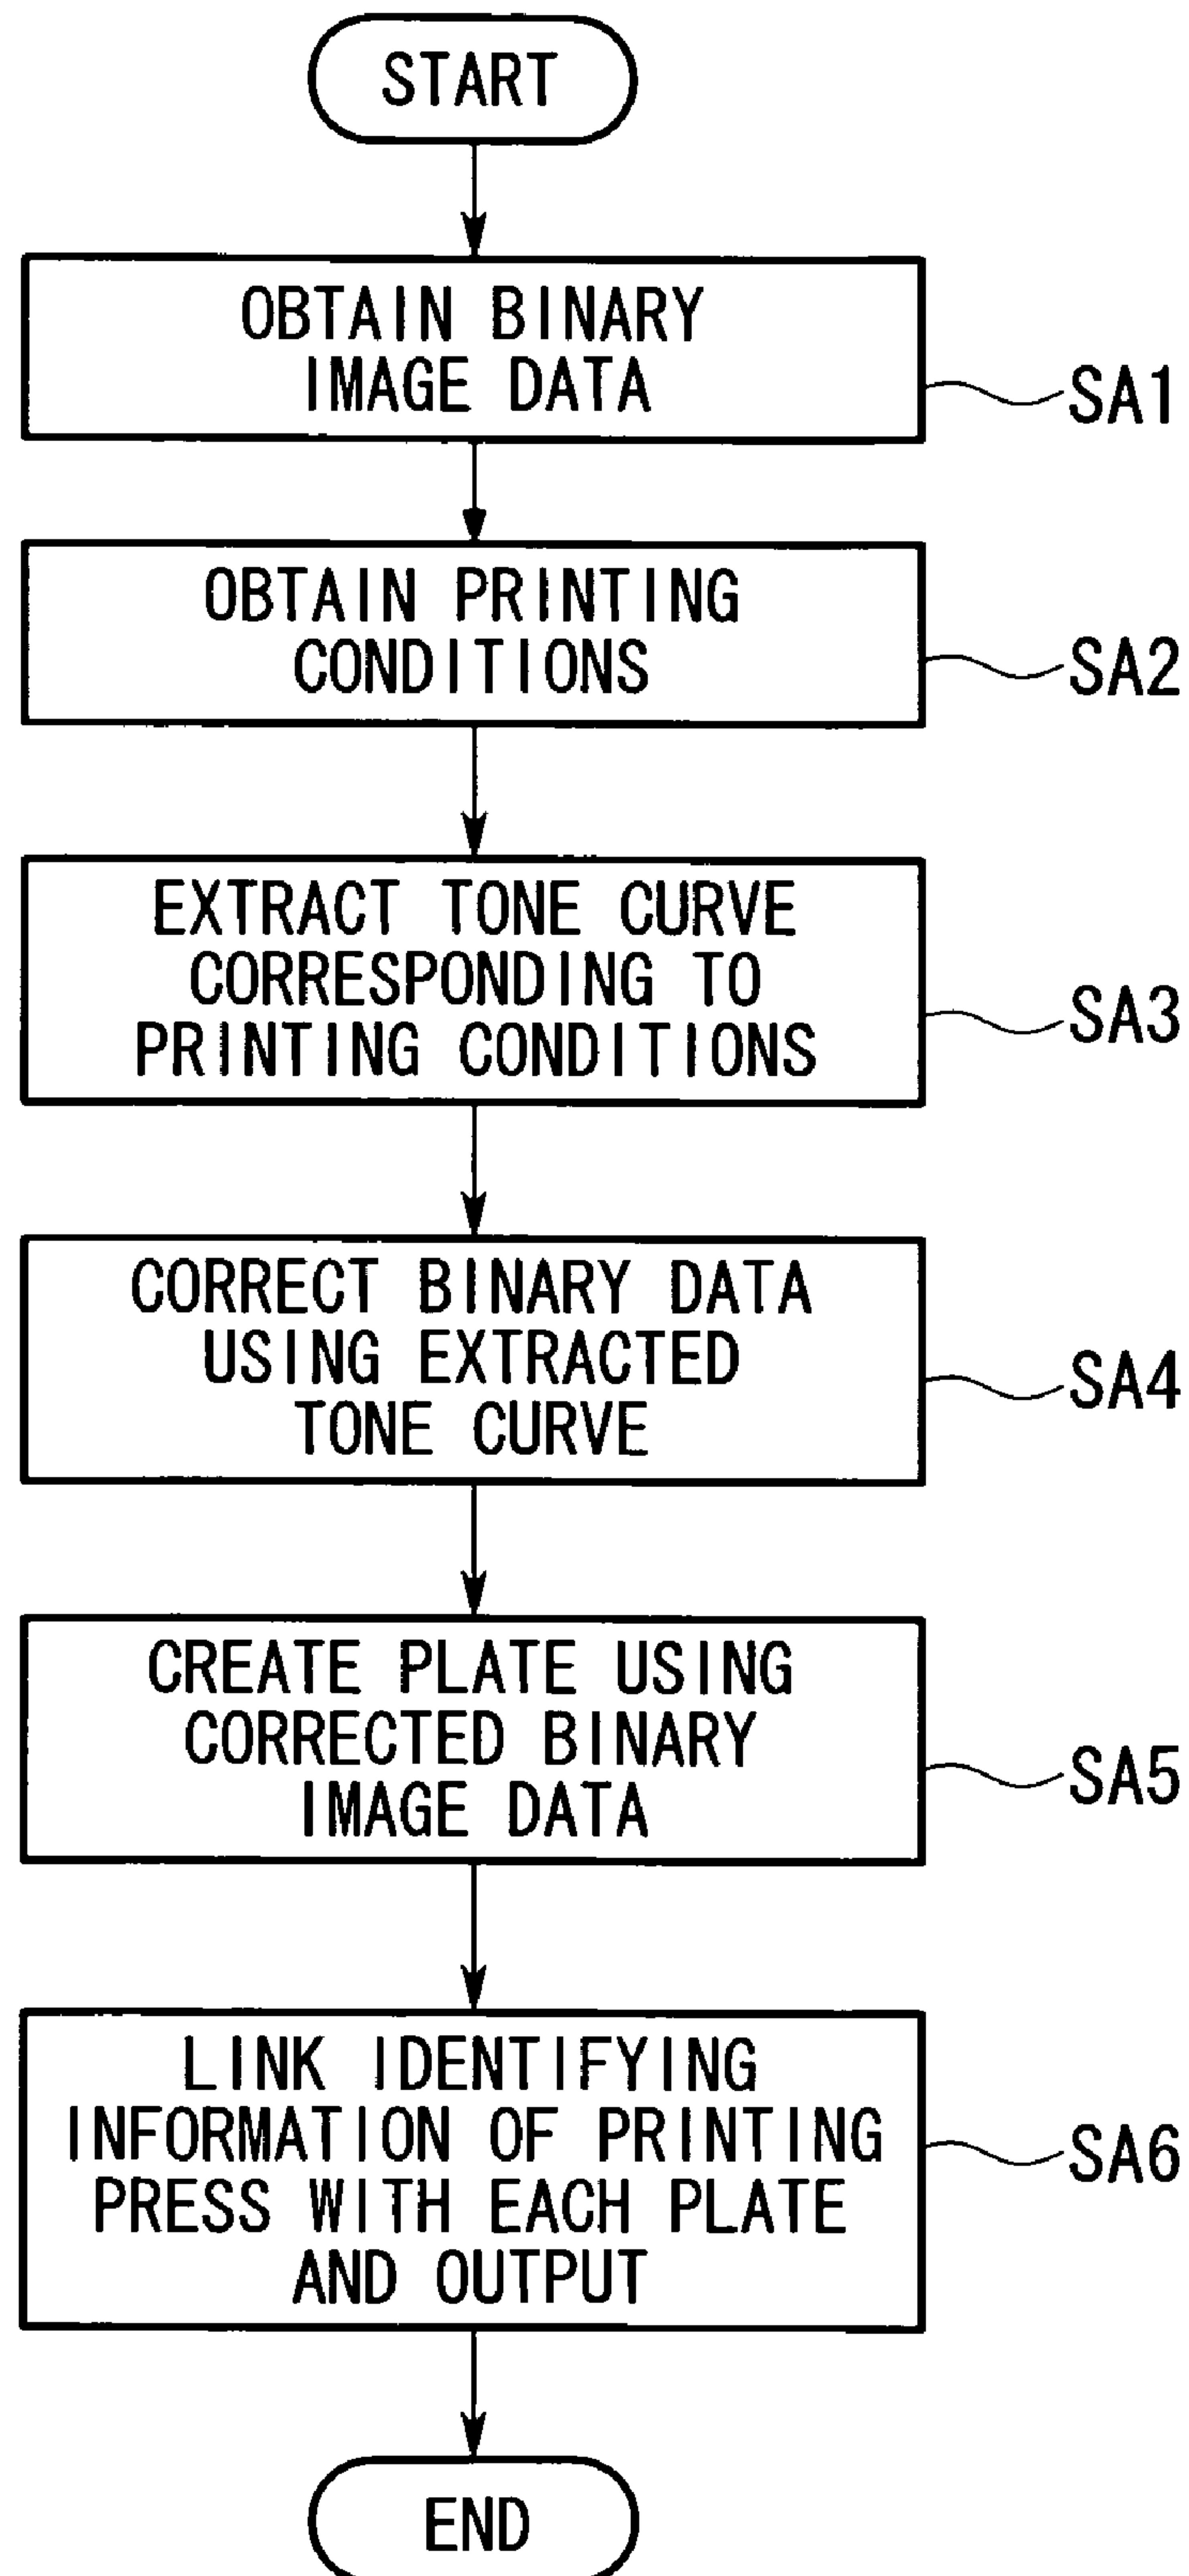 START
OBTAIN BINARY
IMAGE DATA
SA1
OBTAIN PRINTING
CONDITIONS
SA2
EXTRACT TONE CURVE
CORRESPONDING TO
PRINTING CONDITIONS
SA3
CORRECT BINARY DATA
USING EXTRACTED
TONE CURVE
SA4
CREATE PLATE USING
CORRECTED BINARY
IMAGE DATA
SA5
LINK IDENTIFYING
INFORMATION OF PRINTING
PRESS WITH EACH PLATE
AND OUTPUT
SA6
END